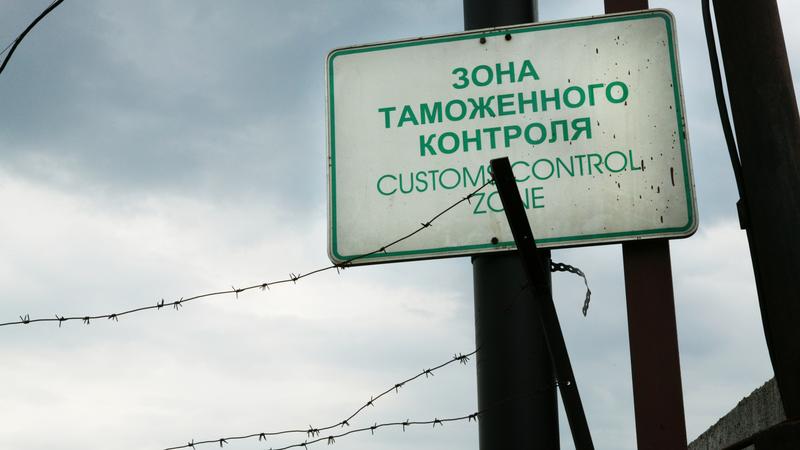 ЗОНА
ТАМОЖЕННОГО
КОНТРОЛЯ
CUSTOMS CONTROL
ZONE